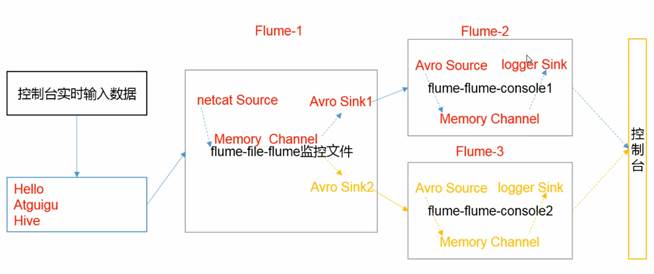 Flume-1
Flume-2
控制台实时输入数据
Hello
Atguigu
Hive
netcat Source
Avro Sink1
Memory Channel
flume-file-flume监控文件
Avro Sink2
Avro Source
logger Sink
flume-flume-console1
Memory Channel
Flume-3
Avro Source
logger Sink
flume-flume-console2
Memory Channel
控
制
台